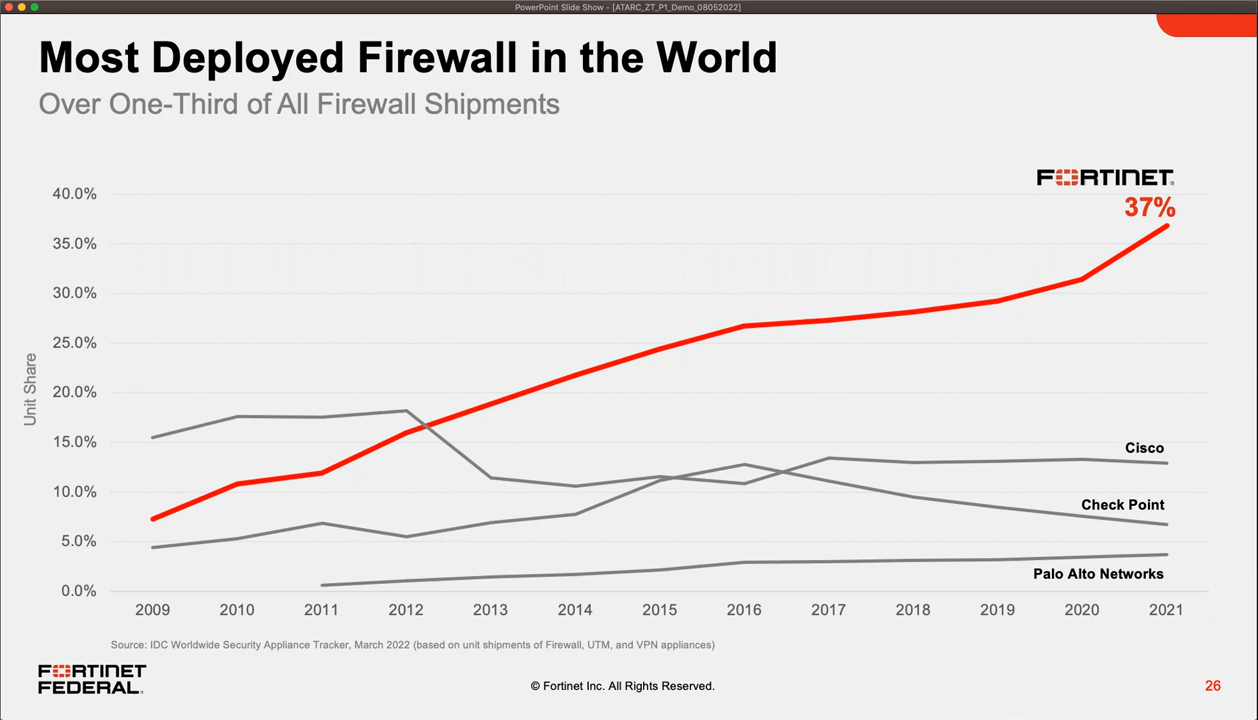 PowerPoint Slide Show - [ATARC_ZT_P1_Demo_08052022]
Most Deployed Firewall in the World
Over One-Third of All Firewall Shipments
FORTINET
37%
40.0%
35.0%
30.0%
25.0%
20.0%
15.0%
10.0%
5.0%
0.0%
Unit Share
Cisco
Check Point
Palo Alto Networks
2009 2010 2011 2012 2013 2014 2015 2016 2017 2018 2019 2020 2021
Source: IDC Worldwide Security Appliance Tracker, March 2022 (based on unit shipments of Firewall, UTM, and VPN appliances)
FORTINET
FEDERAL
© Fortinet Inc. All Rights Reserved.
26